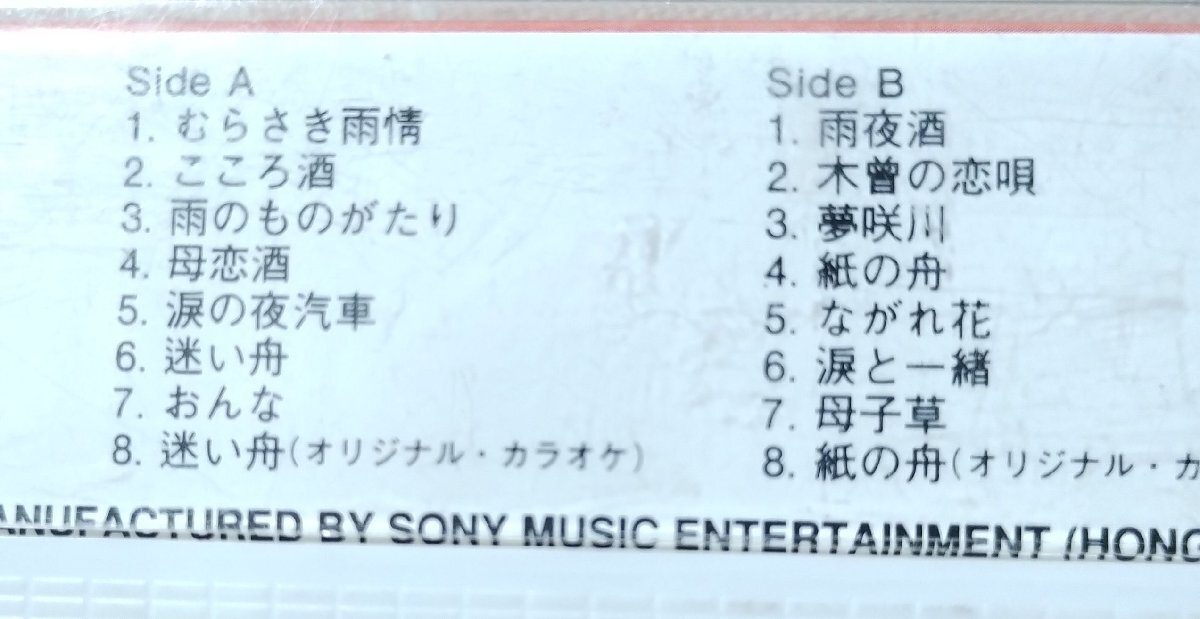 Side A
1. むらさき雨情
2. こころ酒
3. 雨のものがたり
4. 母恋酒
5. 涙の夜汽車
6. 迷い舟
7. おんな
8. 迷い舟(オリジナル・カラオケ)
Side B
1. 雨夜酒
2. 木曽の恋唄
3. 夢咲川
4. 紙の舟
5. ながれ花
6. 涙と一緒
7. 母子草
8. 紙の舟(オリジナル・カ
ANUFACTURED BY SONY MUSIC ENTERTAINMENT (HONG